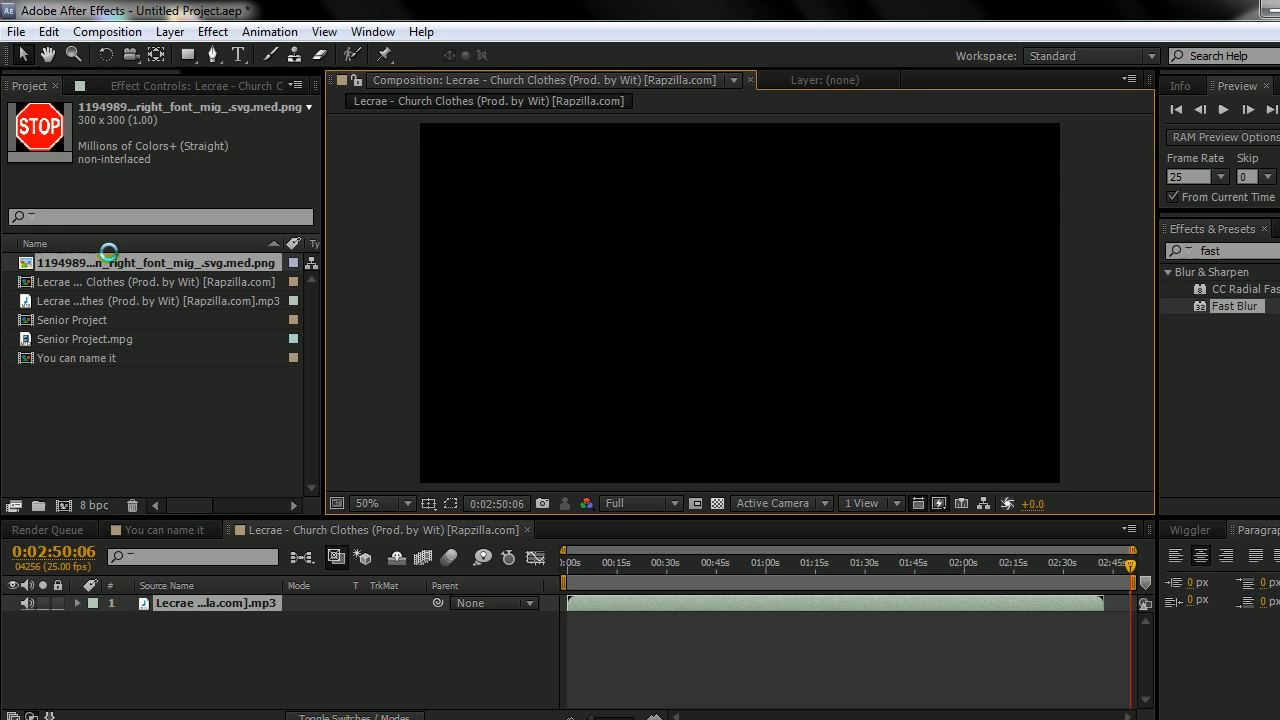 Adobe After Effects - Untitled Project.aep *
File Edit Composition Layer Effect Animation View Window Help
Workspace: Standard Search Help
Project Effect Controls: Lecrae - Church C
Composition: Lecrae - Church Clothes (Prod. by Wit) [Rapzilla.com] Layer: (none)
Info Preview
Lecrae - Church Clothes (Prod. by Wit) [Rapzilla.com]
STOP
1194989...right_font_mig_.svg.med.png
300 x 300 (1.00)
Millions of Colors+ (Straight)
non-interlaced
RAM Preview Options
Frame Rate Skip
25 0
From Current Time
Effects & Presets
fast
Blur & Sharpen
CC Radial Fas
32 Fast Blur
Name Ty
1194989...n_right_font_mig_.svg.med.png
Lecrae ... Clothes (Prod. by Wit) [Rapzilla.com]
Lecrae ...thes (Prod. by Wit) [Rapzilla.com].mp3
Senior Project
Senior Project.mpg
You can name it
8 bpc
50% 0:02:50:06 Full Active Camera 1 View +0.0
Render Queue You can name it Lecrae - Church Clothes (Prod. by Wit) [Rapzilla.com]
Wiggler Paragrap
0:02:50:06
04256 (25.00 fps)
:00s 00:15s 00:30s 00:45s 01:00s 01:15s 01:30s 01:45s 02:00s 02:15s 02:30s 02:45s
# Source Name Mode T TrkMat Parent
1 Lecrae ...la.com].mp3 None
0 px 0 px
0 px 0 px
Toggle Switches / Modes